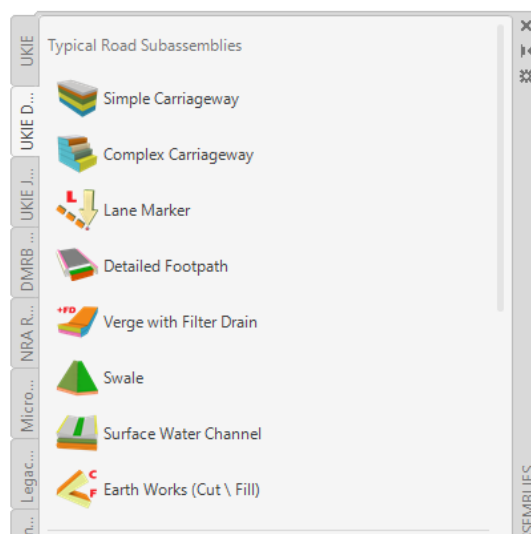 Typical Road Subassemblies
Simple Carriageway
Complex Carriageway
L
Lane Marker
Detailed Footpath
+FD
Verge with Filter Drain
Swale
Surface Water Channel
C
F
Earth Works (Cut \ Fill)
UKIE
UKIE D...
UKIE J...
DMRB ...
NRA R...
Micro...
Legac...